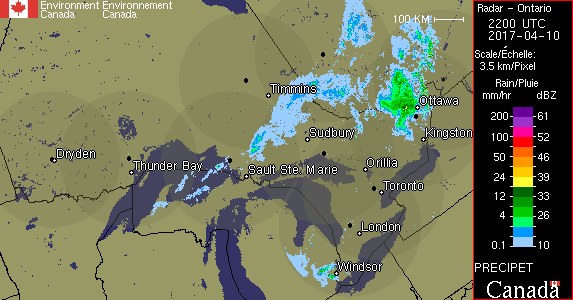 Environment Environnement
Canada Canada
100 KM
Timmins
Ottawa
Sudbury
Kingston
Dryden
Thunder Bay
Sault Ste. Marie
Orillia
Toronto
London
Windsor
Radar - Ontario
2200 UTC
2017-04-10
Scale/Échelle:
3.5 km/Pixel
Rain/Pluie
mm/hr dBZ
200 61
100 52
50 46
24 39
12 33
4 26
0.1 10
PRECIPET
Canada